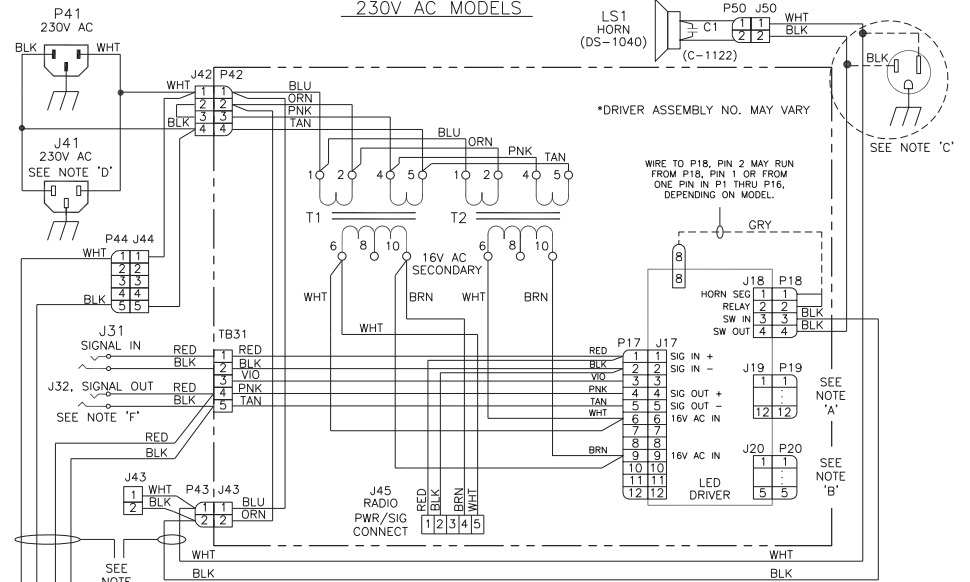 230V AC MODELS
P41
230V AC
BLK
WHT
J41
230V AC
SEE NOTE 'D'
LS1
HORN
(DS-1040)
C1
(C-1122)
P50 J50
1 1
2 2
WHT
BLK
BLK
SEE NOTE 'C'
*DRIVER ASSEMBLY NO. MAY VARY
J42 P42
WHT 1 1 BLU
2 2 ORN
3 3 PNK
BLK 4 4 TAN
BLU
ORN
PNK
TAN
1 2 4 5 1 2 4 5
T1
T2
6 8 10
6 8 10
16V AC
SECONDARY
WHT
BRN
WHT
BRN
WHT
WIRE TO P18, PIN 2 MAY RUN
FROM P18, PIN 1 OR FROM
ONE PIN IN P1 THRU P16,
DEPENDING ON MODEL.
GRY
8
8
J18 P18
HORN SEG 1 1
RELAY 2 2
SW IN 3 3 BLK
SW OUT 4 4 BLK
P44 J44
WHT 1 1
2 2
3 3
4 4
BLK 5 5
J31
SIGNAL IN
RED
BLK
J32, SIGNAL OUT
RED
BLK
SEE NOTE 'F'
RED
BLK
TB31
1 RED
2 BLK
3 VIO
4 PNK
5 TAN
P17 J17
RED 1 1 SIG IN +
BLK 2 2 SIG IN -
VIO 3 3
PNK 4 4 SIG OUT +
TAN 5 5 SIG OUT -
WHT 6 6 16V AC IN
7 7
8 8
BRN 9 9 16V AC IN
10 10
11 11
12 12
LED
DRIVER
J19 P19
1 1
12 12
SEE
NOTE
'A'
J20 P20
1 1
5 5
SEE
NOTE
'B'
J43
1 WHT
2 BLK
P43 J43
1 1 BLU
2 2 ORN
J45
RADIO
PWR/SIG
CONNECT
RED
BLK
BRN
WHT
1 2 3 4 5
WHT
WHT
BLK
BLK
SEE
NOTE